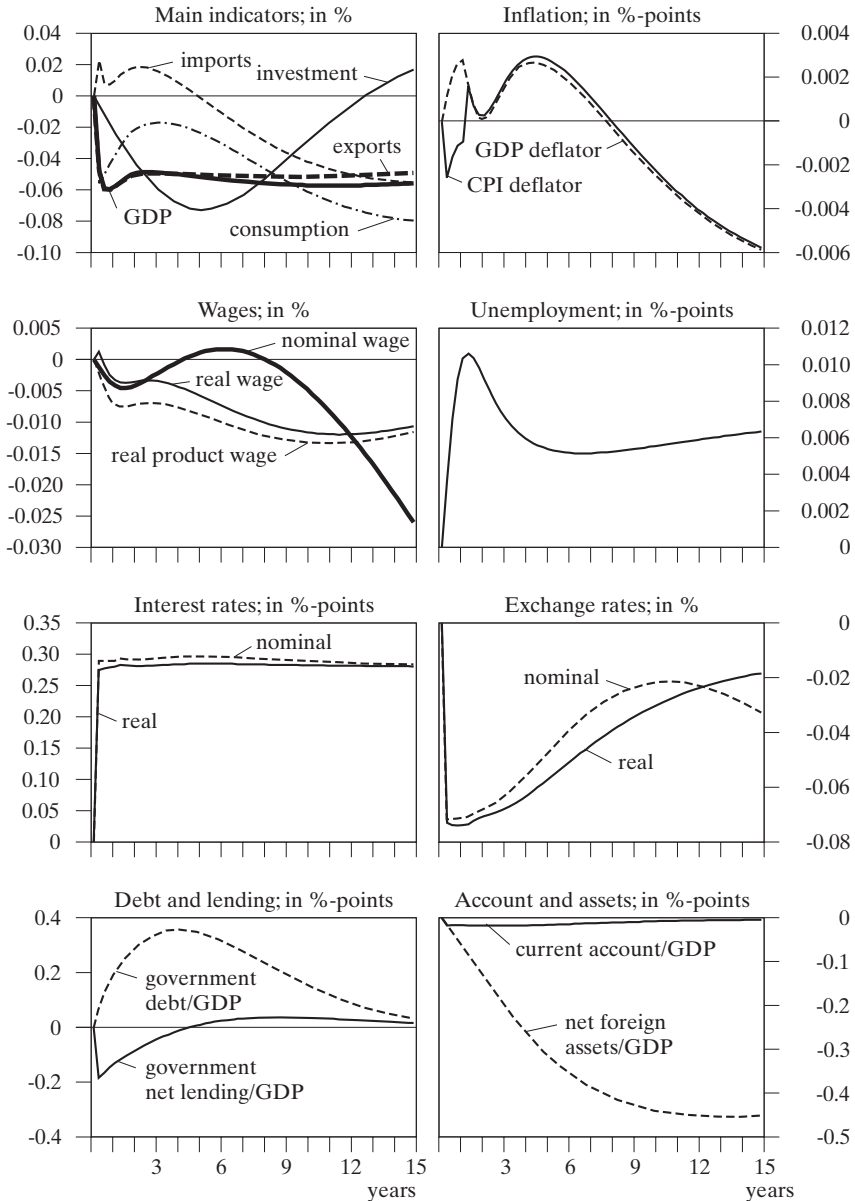 Main indicators; in %
0.04
0.02
0
-0.02
-0.04
-0.06
-0.08
-0.10
imports
investment
exports
GDP
consumption
Inflation; in %-points
0.004
0.002
0
-0.002
-0.004
-0.006
GDP deflator
CPI deflator
Wages; in %
0.005
0
-0.005
-0.010
-0.015
-0.020
-0.025
-0.030
nominal wage
real wage
real product wage
Unemployment; in %-points
0.012
0.010
0.008
0.006
0.004
0.002
0
Interest rates; in %-points
0.35
0.30
0.25
0.20
0.15
0.10
0.05
0
nominal
real
Exchange rates; in %
0
-0.02
-0.04
-0.06
-0.08
nominal
real
Debt and lending; in %-points
0.4
0.2
0
-0.2
-0.4
government
debt/GDP
government
net lending/GDP
3 6 9 12 15
years
Account and assets; in %-points
0
-0.1
-0.2
-0.3
-0.4
-0.5
current account/GDP
net foreign
assets/GDP
3 6 9 12 15
years